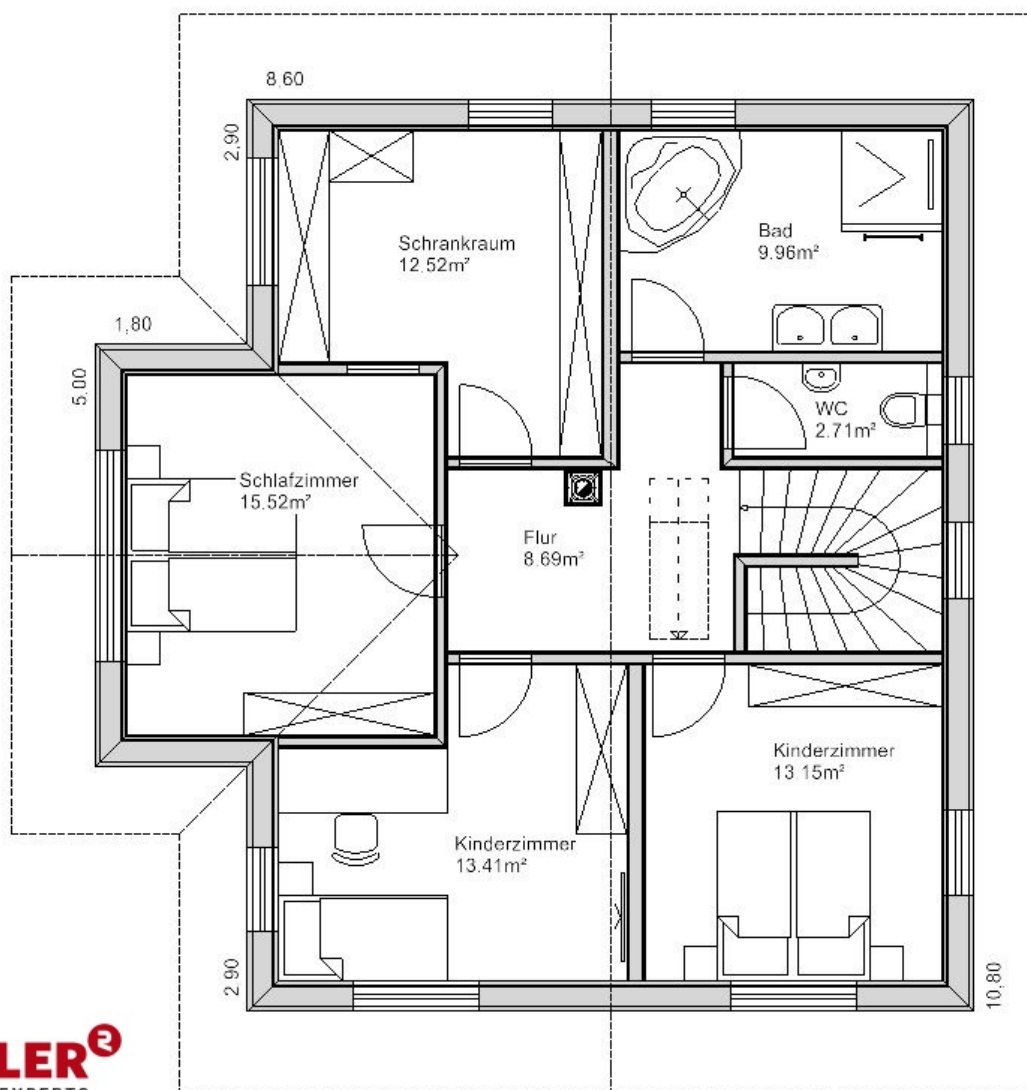 8,60
2,90
Schrankraum
12.52m²
Bad
9.96m²
1,80
5,00
WC
2.71m²
Schlafzimmer
15.52m²
Flur
8.69m²
Kinderzimmer
13.15m²
Kinderzimmer
13.41m²
2,90
10,80
LER